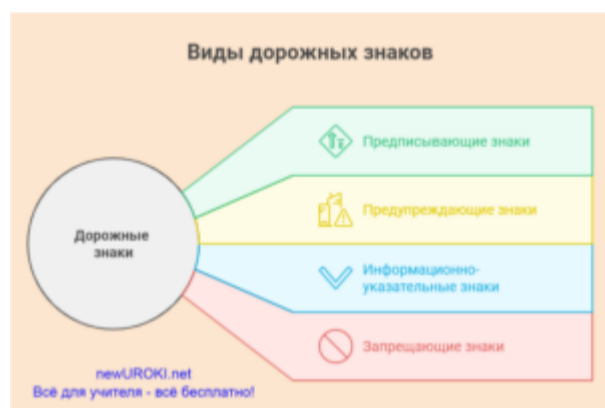 Виды дорожных знаков
Предписывающие знаки
Предупреждающие знаки
Дорожные
знаки
Информационно-
указательные знаки
Запрещающие знаки
newUROKI.net
Всё для учителя - всё бесплатно!